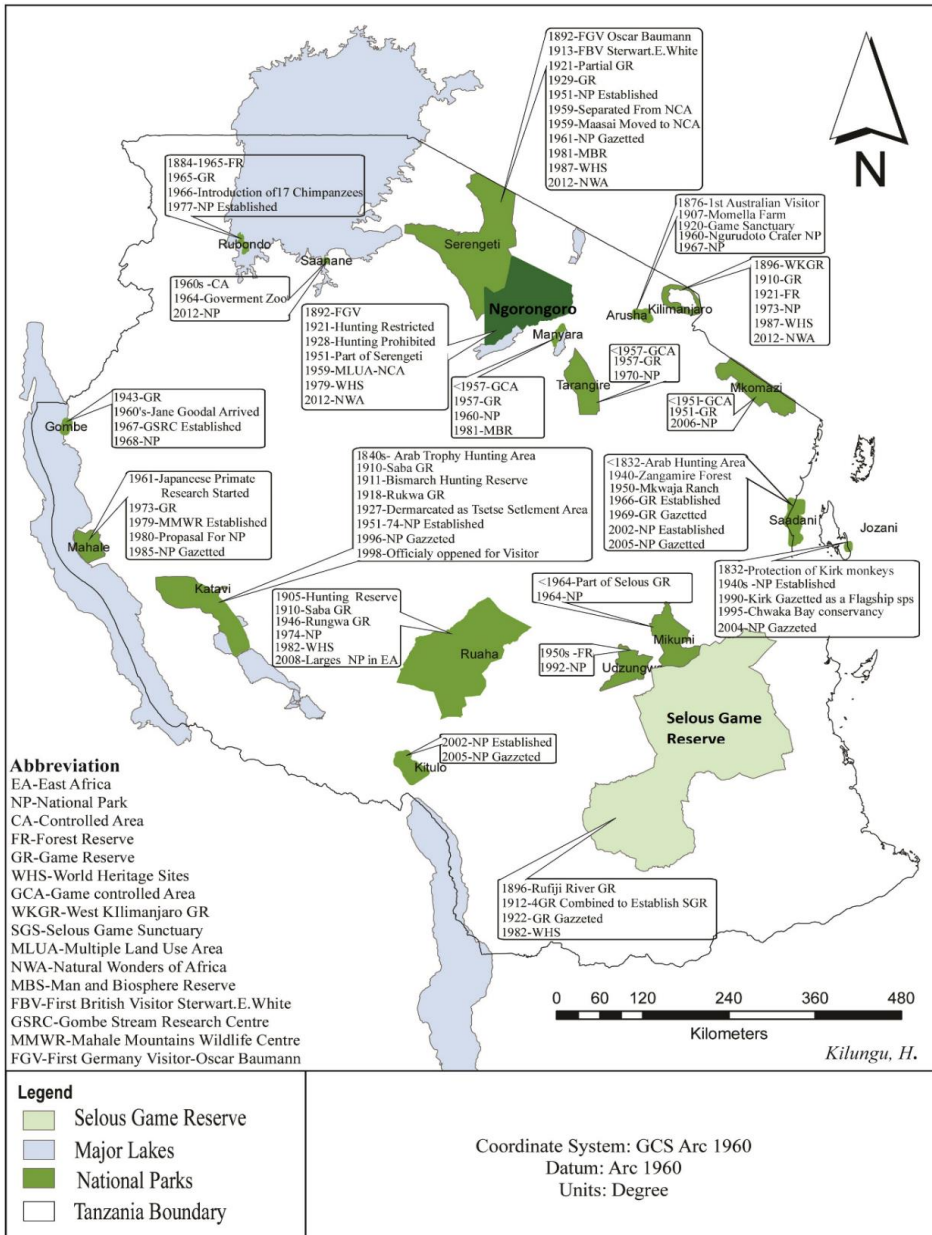 1892-FGV Oscar Baumann
1913-FBV Sterwart.E.White
1921-Partial GR
1929-GR
1951-NP Established
1959-Separated From NCA
1959-Maasai Moved to NCA
1961-NP Gazetted
1981-MBR
1987-WHS
2012-NWA
N
1884-1965-FR
1965-GR
1966-Introduction of17 Chimpanzees
1977-NP Established
Rubondo
Serengeti
1876-1st Australian Visitor
1907-Momella Farm
1920-Game Sanctuary
1960-Ngurudoto Crafer NP
1967-NP
Saanane
1960s -CA
1964-Goverment Zoo
2012-NP
1896-WKGR
1910-GR
1921-FR
1973-NP
1987-WHS
2012-NWA
Ngorongoro
Arusha
Kilimanjaro
1892-FGV
1921-Hunting Restricted
1928-Hunting Prohibited
1951-Part of Serengeti
1959-MLUA-NCA
1979-WHS
2012-NWA
Manyara
<1957-GCA
1957-GR
1960-NP
1981-MBR
Tarangire
<1957-GCA
1957-GR
1970-NP
Mkomazi
<1951-GCA
1951-GR
2006-NP
1943-GR
1960's-Jane Goodal Arrived
1967-GSRC Established
1968-NP
Gombe
1840s- Arab Trophy Hunting Area
1910-Saba GR
1911-Bismarch Hunting Reserve
1918-Rukwa GR
1927-Dermarcated as Tsetse Setlement Area
1951-74-NP Established
1996-NP Gazzeted
1998-Officialy oppened for Visitor
<1832-Arab Hunting Area
1940-Zangamire Forest
1950-Mkwaja Ranch
1966-GR Established
1969-GR Gazetted
2002-NP Eastablished
2005-NP Gazetted
Saadani
Jozani
1961-Japanesce Primate
Research Started
1973-GR
1979-MMWR Established
1980-Propasal For NP
1985-NP Gazetted
Mahale
1832-Protection of Kirk monkeys
1940s -NP Established
1990-Kirk Gazetted as a Flagship sps
1995-Chwaka Bay conservancy
2004-NP Gazzeted
Katavi
1905-Hunting Reserve
1910-Saba GR
1946-Rungwa GR
1974-NP
1982-WHS
2008-Larges NP in EA
Ruaha
<1964-Part of Selous GR
1964-NP
Mikumi
1950s -FR
1992-NP
Udzungwa
Selous Game
Reserve
2002-NP Established
2005-NP Gazzeted
Kitulo
1896-Rufiji River GR
1912-4GR Combined to Establish SGR
1922-GR Gazzeted
1982-WHS
Abbreviation
EA-East Africa
NP-National Park
CA-Controlled Area
FR-Forest Reserve
GR-Game Reserve
WHS-World Heritage Sites
GCA-Game controlled Area
WKGR-West KIlimanjaro GR
SGS-Selous Game Sunctuary
MLUA-Multiple Land Use Area
NWA-Natural Wonders of Africa
MBS-Man and Biosphere Reserve
FBV-First British Visitor Sterwart.E.White
GSRC-Gombe Stream Research Centre
MMWR-Mahale Mountains Wildlife Centre
FGV-First Germany Visitor-Oscar Baumann
0 60 120 240 360 480
Kilometers
Kilungu, H.
Legend
Selous Game Reserve
Major Lakes
National Parks
Tanzania Boundary
Coordinate System: GCS Arc 1960
Datum: Arc 1960
Units: Degree